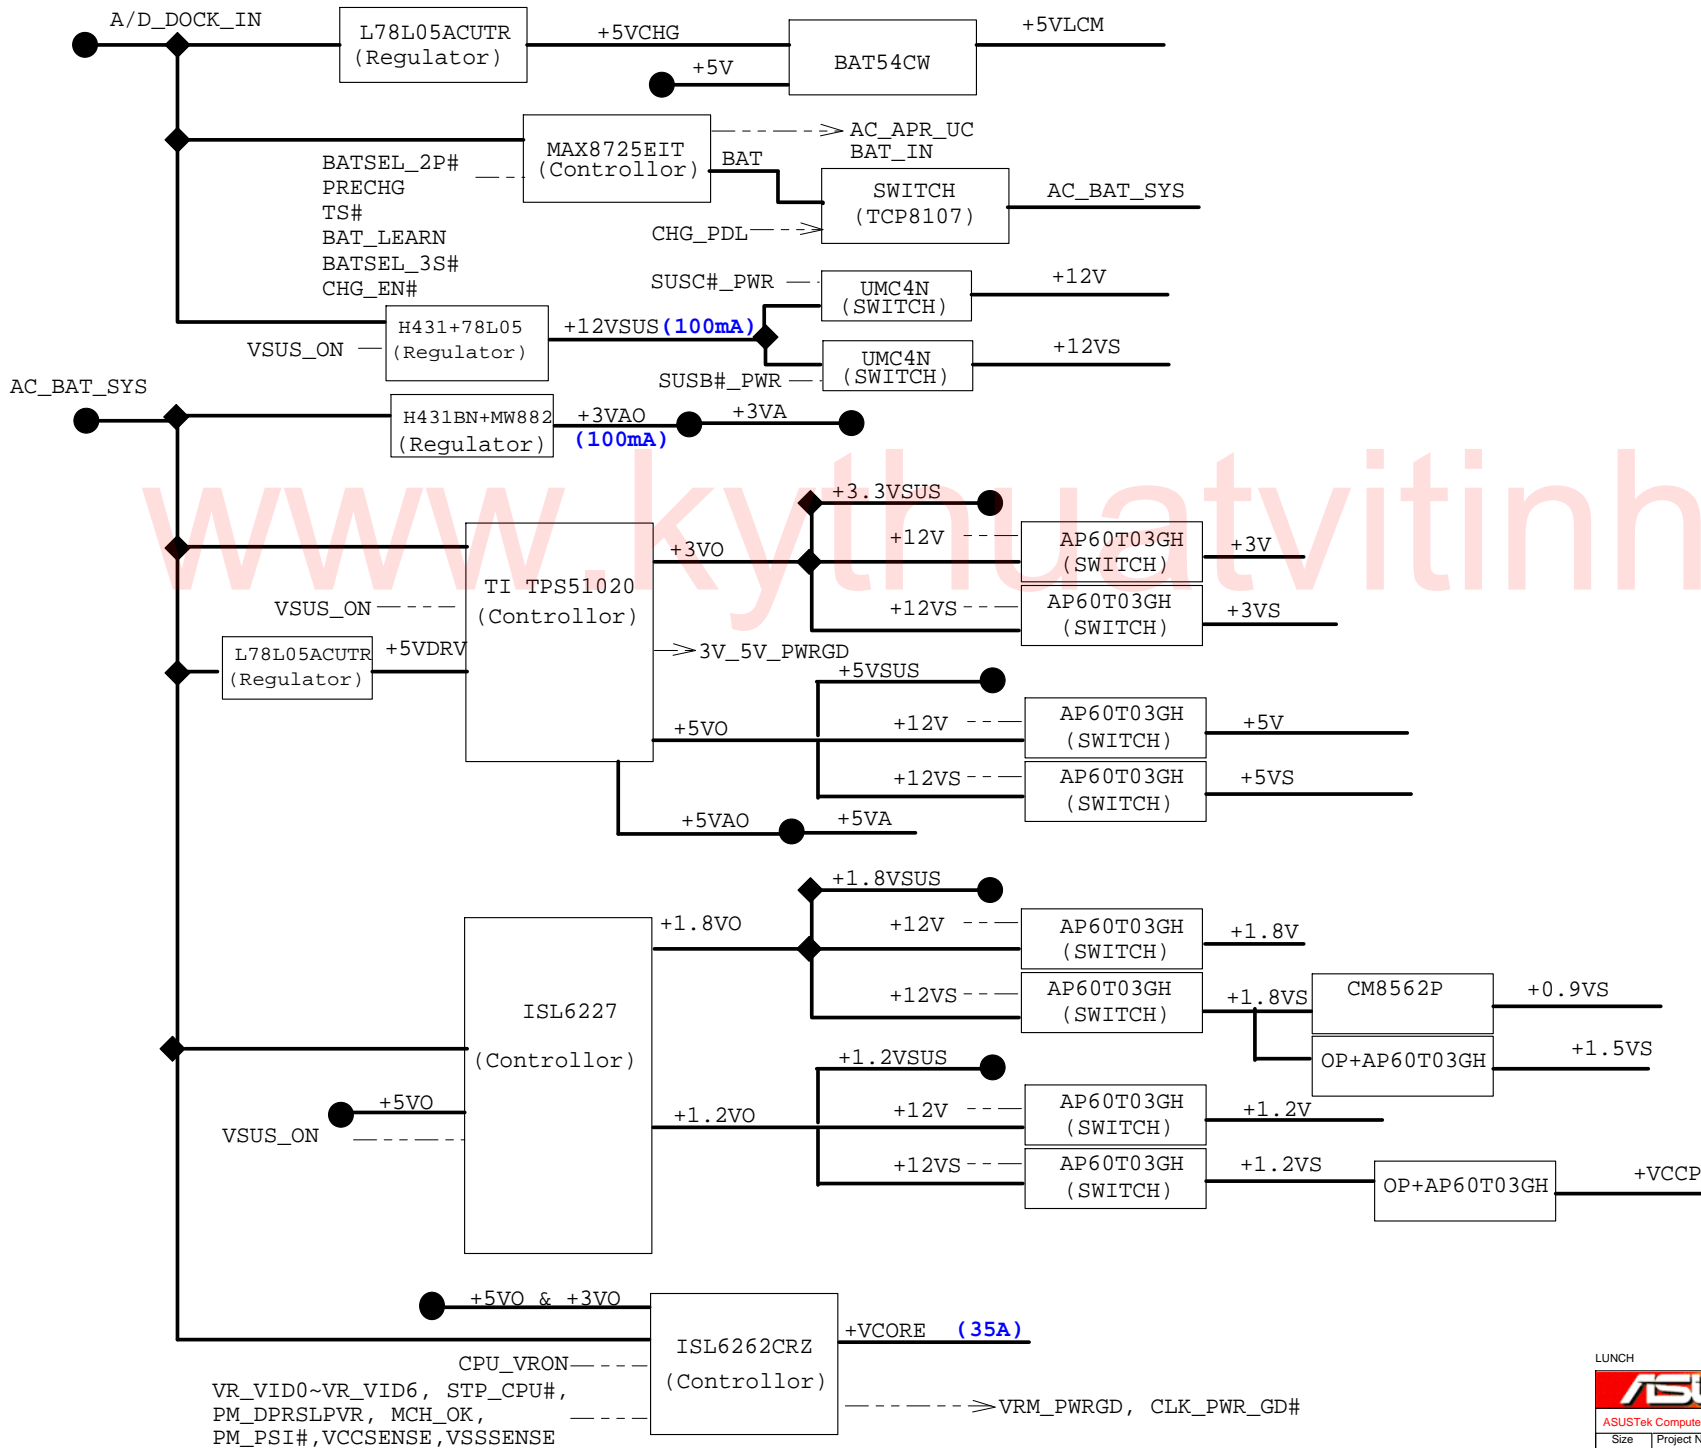 A/D_DOCK_IN
L78L05ACUTR
(Regulator)
+5VCHG
+5V
BAT54CW
+5VLCM
MAX8725EIT
(Controllor)
AC_APR_UC
BAT_IN
BATSEL_2P#
PRECHG
TS#
BAT_LEARN
BATSEL_3S#
CHG_EN#
BAT
SWITCH
(TCP8107)
AC_BAT_SYS
CHG_PDL
SUSC#_PWR
UMC4N
(SWITCH)
+12V
H431+78L05
(Regulator)
VSUS_ON
+12VSUS (100mA)
UMC4N
(SWITCH)
+12VS
SUSB#_PWR
AC_BAT_SYS
H431BN+MW882
(Regulator)
+3VAO
(100mA)
+3VA
www.kythuatvitinh
+3.3VSUS
+12V
AP60T03GH
(SWITCH)
+3V
+3VO
TI TPS51020
(Controllor)
VSUS_ON
+12VS
AP60T03GH
(SWITCH)
+3VS
L78L05ACUTR
(Regulator)
+5VDRV
3V_5V_PWRGD
+5VSUS
+12V
AP60T03GH
(SWITCH)
+5V
+5VO
+12VS
AP60T03GH
(SWITCH)
+5VS
+5VAO
+5VA
+1.8VSUS
+1.8VO
+12V
AP60T03GH
(SWITCH)
+1.8V
ISL6227
(Controllor)
+12VS
AP60T03GH
(SWITCH)
+1.8VS
CM8562P
+0.9VS
OP+AP60T03GH
+1.5VS
+1.2VSUS
+5VO
VSUS_ON
+1.2VO
+12V
AP60T03GH
(SWITCH)
+1.2V
+12VS
AP60T03GH
(SWITCH)
+1.2VS
OP+AP60T03GH
+VCCP
+5VO & +3VO
ISL6262CRZ
(Controllor)
+VCORE (35A)
CPU_VRON
VR_VID0~VR_VID6, STP_CPU#,
PM_DPRSLPVR, MCH_OK,
PM_PSI#,VCCSENSE,VSSSENSE
VRM_PWRGD, CLK_PWR_GD#
LUNCH
ASUSTek Compute
Size
Project N